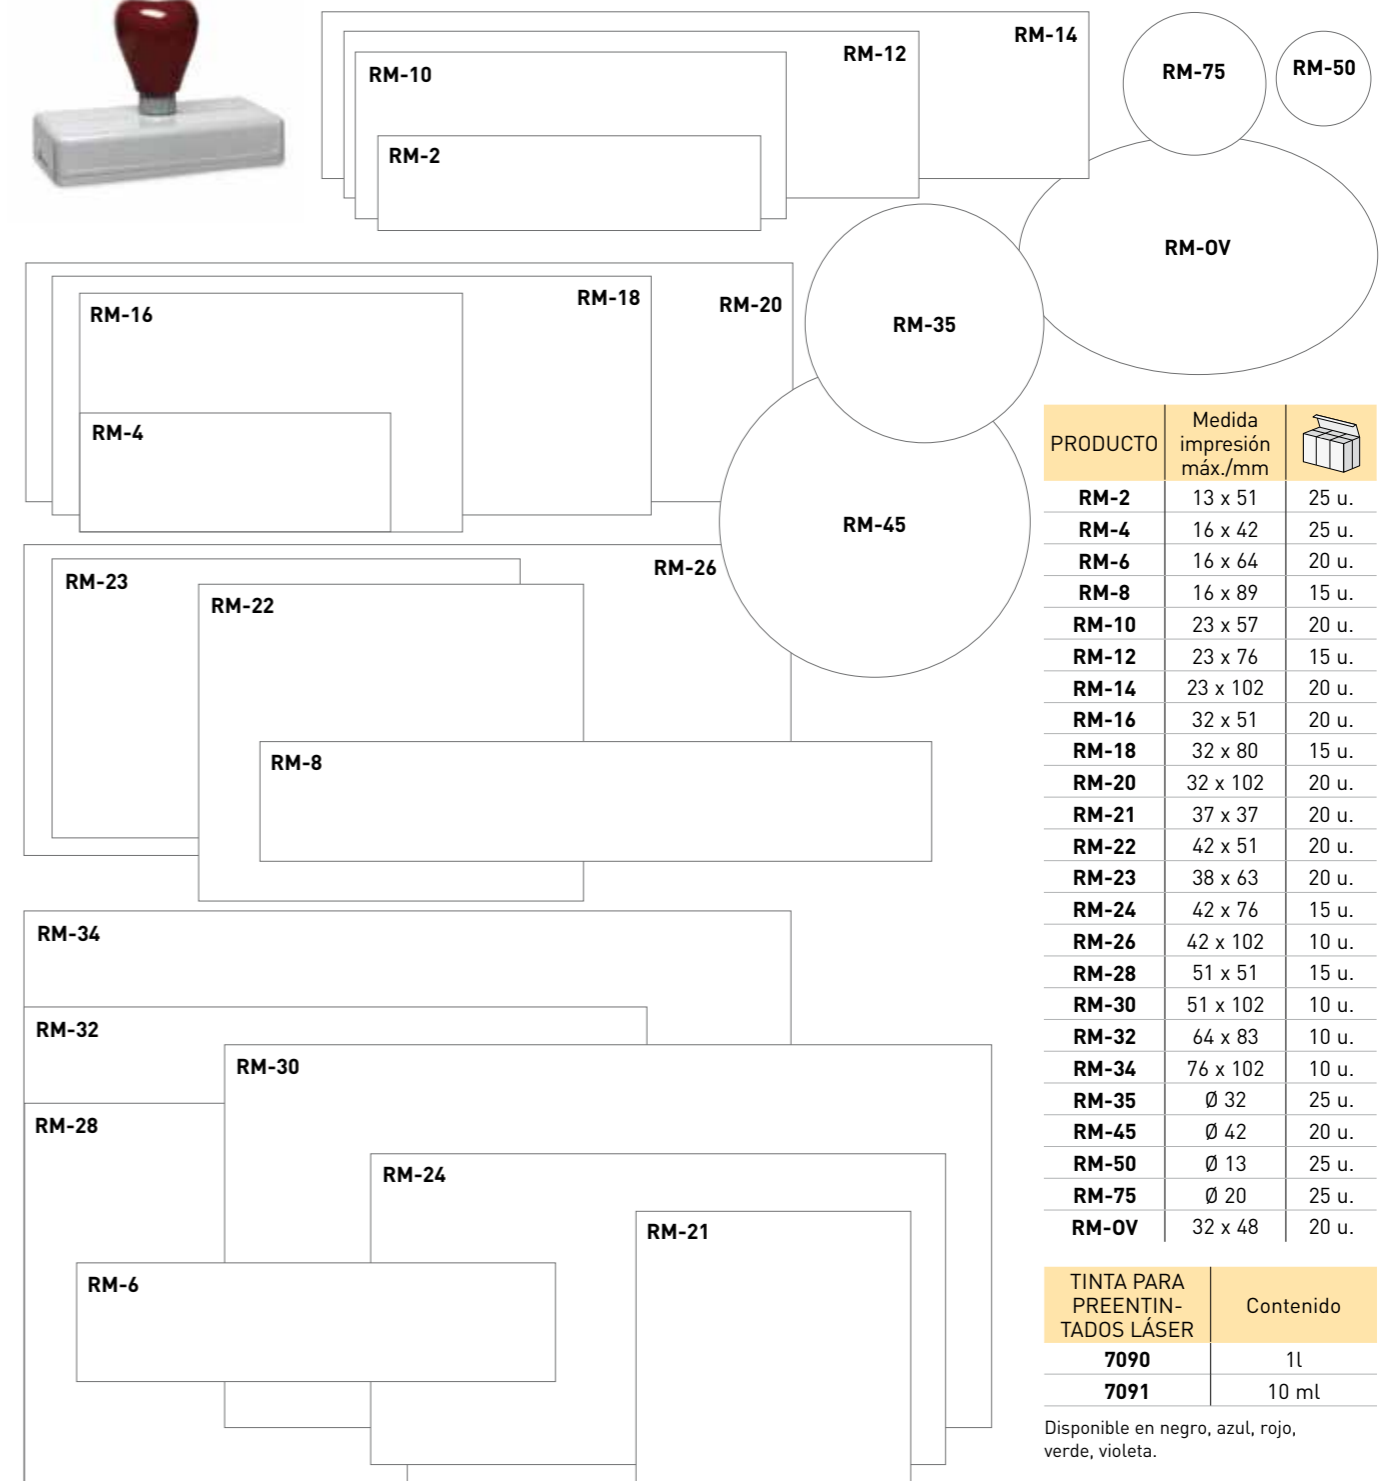 RM-14
RM-12
RM-10
RM-2
RM-75
RM-50
RM-OV
RM-35
RM-18
RM-20
RM-16
RM-4
RM-45
RM-26
RM-23
RM-22
RM-8
RM-34
RM-32
RM-30
RM-28
RM-24
RM-21
RM-6
PRODUCTO Medida impresión máx./mm
RM-2 13 x 51 25 u.
RM-4 16 x 42 25 u.
RM-6 16 x 64 20 u.
RM-8 16 x 89 15 u.
RM-10 23 x 57 20 u.
RM-12 23 x 76 15 u.
RM-14 23 x 102 20 u.
RM-16 32 x 51 20 u.
RM-18 32 x 80 15 u.
RM-20 32 x 102 20 u.
RM-21 37 x 37 20 u.
RM-22 42 x 51 20 u.
RM-23 38 x 63 20 u.
RM-24 42 x 76 15 u.
RM-26 42 x 102 10 u.
RM-28 51 x 51 15 u.
RM-30 51 x 102 10 u.
RM-32 64 x 83 10 u.
RM-34 76 x 102 10 u.
RM-35 Ø 32 25 u.
RM-45 Ø 42 20 u.
RM-50 Ø 13 25 u.
RM-75 Ø 20 25 u.
RM-OV 32 x 48 20 u.
TINTA PARA
PREENTIN-
TADOS LÁSER
Contenido
7090 1l
7091 10 ml
Disponible en negro, azul, rojo,
verde, violeta.